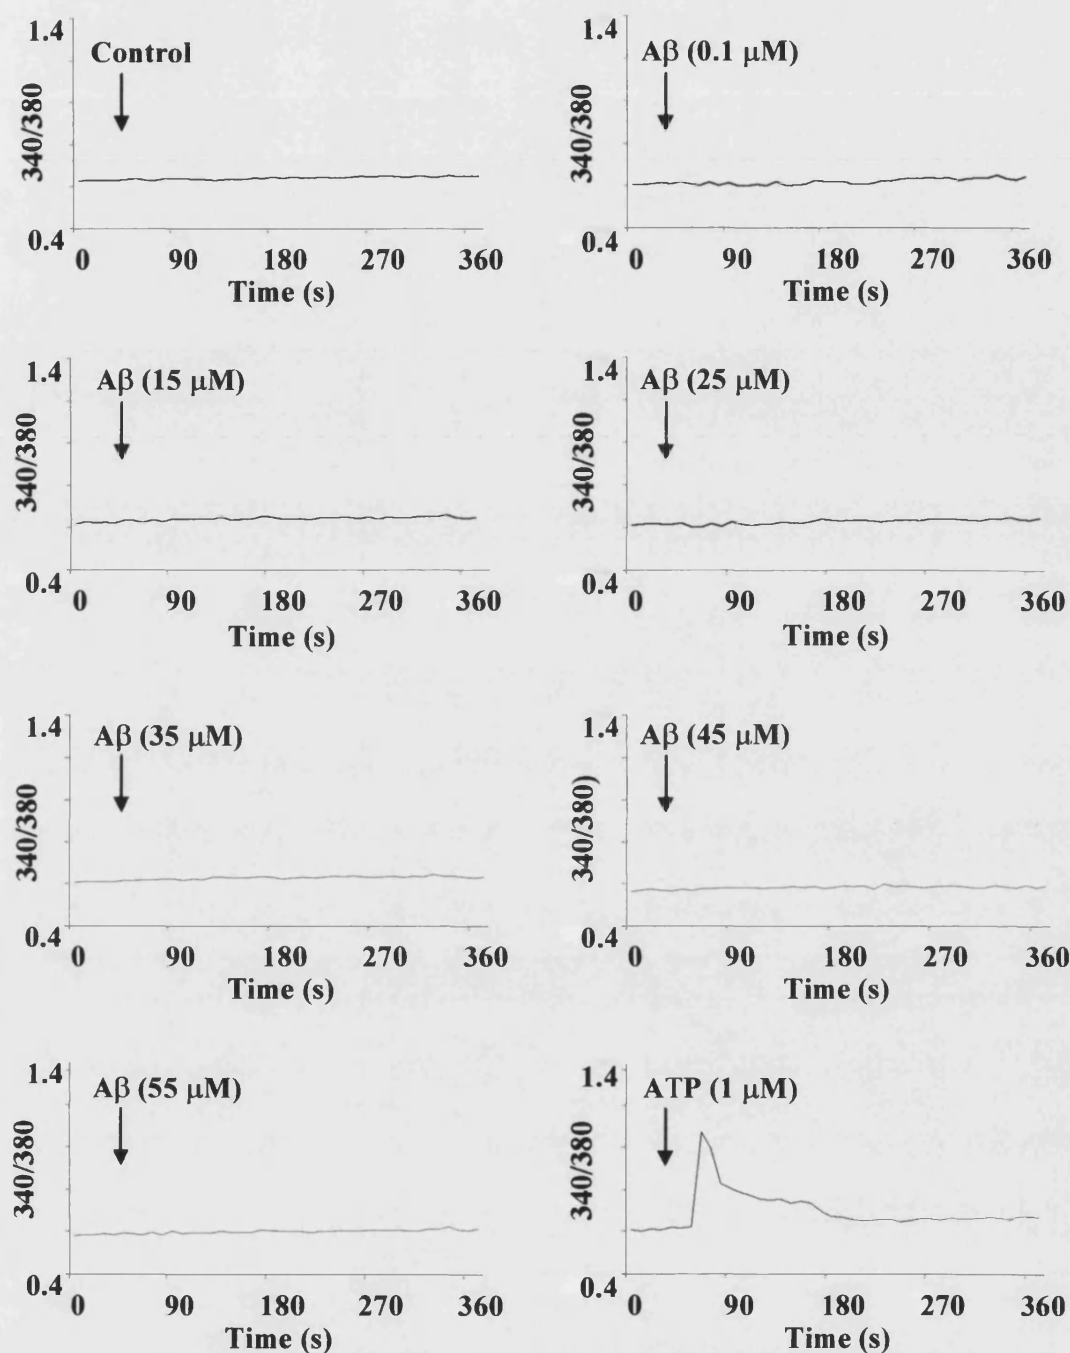 1.4
Control
340/380
0.4
0 90 180 270 360
Time (s)
1.4
Aβ (0.1 μM)
340/380
0.4
0 90 180 270 360
Time (s)
1.4
Aβ (15 μM)
340/380
0.4
0 90 180 270 360
Time (s)
1.4
Aβ (25 μM)
340/380
0.4
0 90 180 270 360
Time (s)
1.4
Aβ (35 μM)
340/380
0.4
0 90 180 270 360
Time (s)
1.4
Aβ (45 μM)
340/380)
0.4
0 90 180 270 360
Time (s)
1.4
Aβ (55 μM)
340/380
0.4
0 90 180 270 360
Time (s)
1.4
ATP (1 μM)
340/380
0.4
0 90 180 270 360
Time (s)